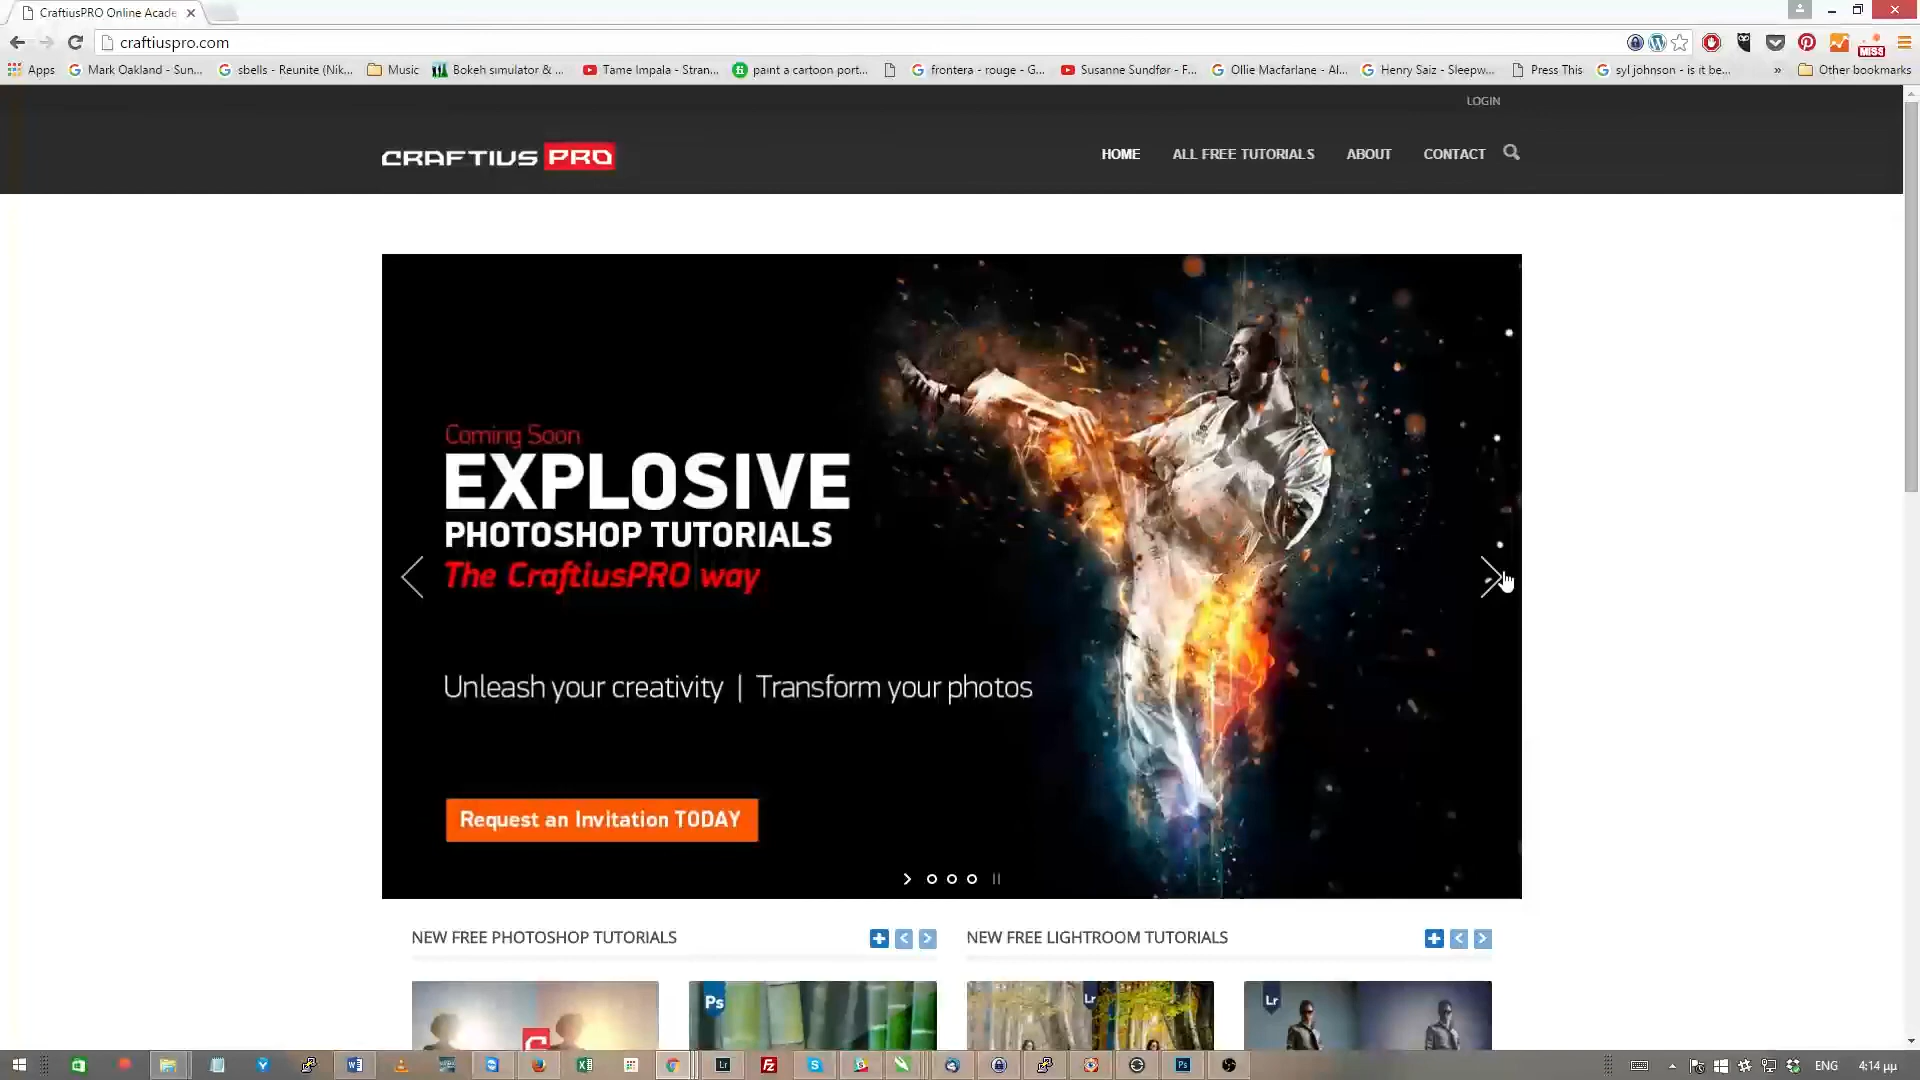 CraftiusPRO Online Acade
craftiuspro.com
Apps
Mark Oakland - Sun...
sbells - Reunite (Nik...
Music
Bokeh simulator & ...
Tame Impala - Stran...
paint a cartoon port...
frontera - rouge - G...
Susanne Sundfør - F...
Ollie Macfarlane - Al...
Henry Saiz - Sleepw...
Press This
syl johnson - is it be...
»
Other bookmarks
MISS
LOGIN
CRAFTIUS PRO
HOME
ALL FREE TUTORIALS
ABOUT
CONTACT
Coming Soon
EXPLOSIVE
PHOTOSHOP TUTORIALS
The CraftiusPRO way
Unleash your creativity | Transform your photos
Request an Invitation TODAY
NEW FREE PHOTOSHOP TUTORIALS
NEW FREE LIGHTROOM TUTORIALS
Ps
Lr
Lr
Lr
Ps
ENG
4:14 μμ